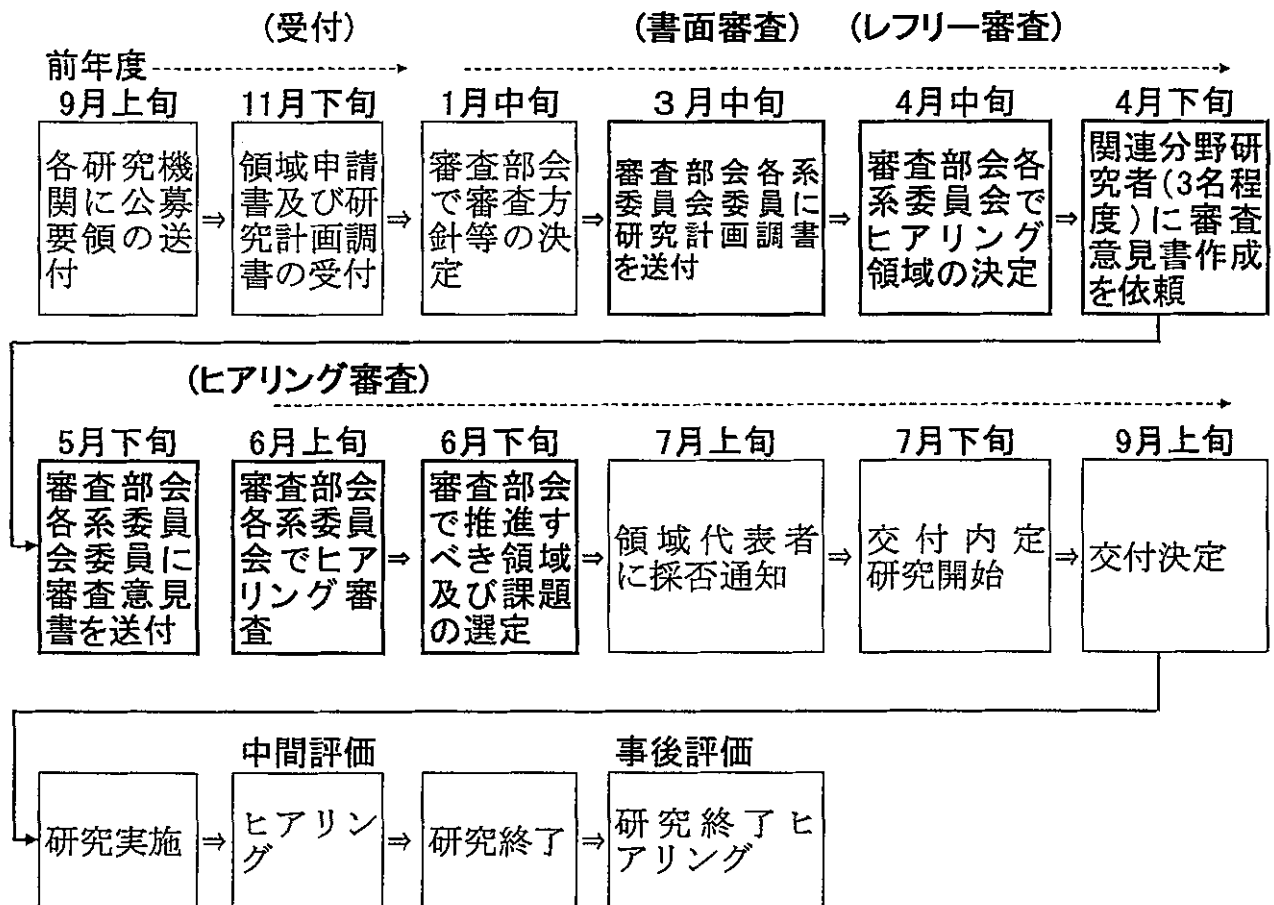 (受付)
(書面審査) (レフリー審査)
前年度
9月上旬
11月下旬
1月中旬
3月中旬
4月中旬
4月下旬
各研究機
関に公募
要領の送
付
⇒
領域申請
書及び研
究計画調
書の受付
⇒
審査部会
で審査方
針等の決
定
⇒
審査部会各系
委員会委員に
研究計画調書
を送付
⇒
審査部会各
系委員会で
ヒアリング
領域の決定
⇒
関連分野研
究者(3名程
度)に審査
意見書作成
を依頼
(ヒアリング審査)
5月下旬
6月上旬
6月下旬
7月上旬
7月下旬
9月上旬
審査部会
各系委員
会委員に
審査意見
書を送付
審査部会
各系委員
会でヒア
リング審
査
⇒
審査部会
で推進す
べき領域
及び課題
の選定
⇒
領域代表者
に採否通知
⇒
交付内定
研究開始
⇒
交付決定
中間評価
事後評価
研究実施
⇒
ヒアリン
グ
⇒
研究終了
⇒
研究終了ヒ
アリング